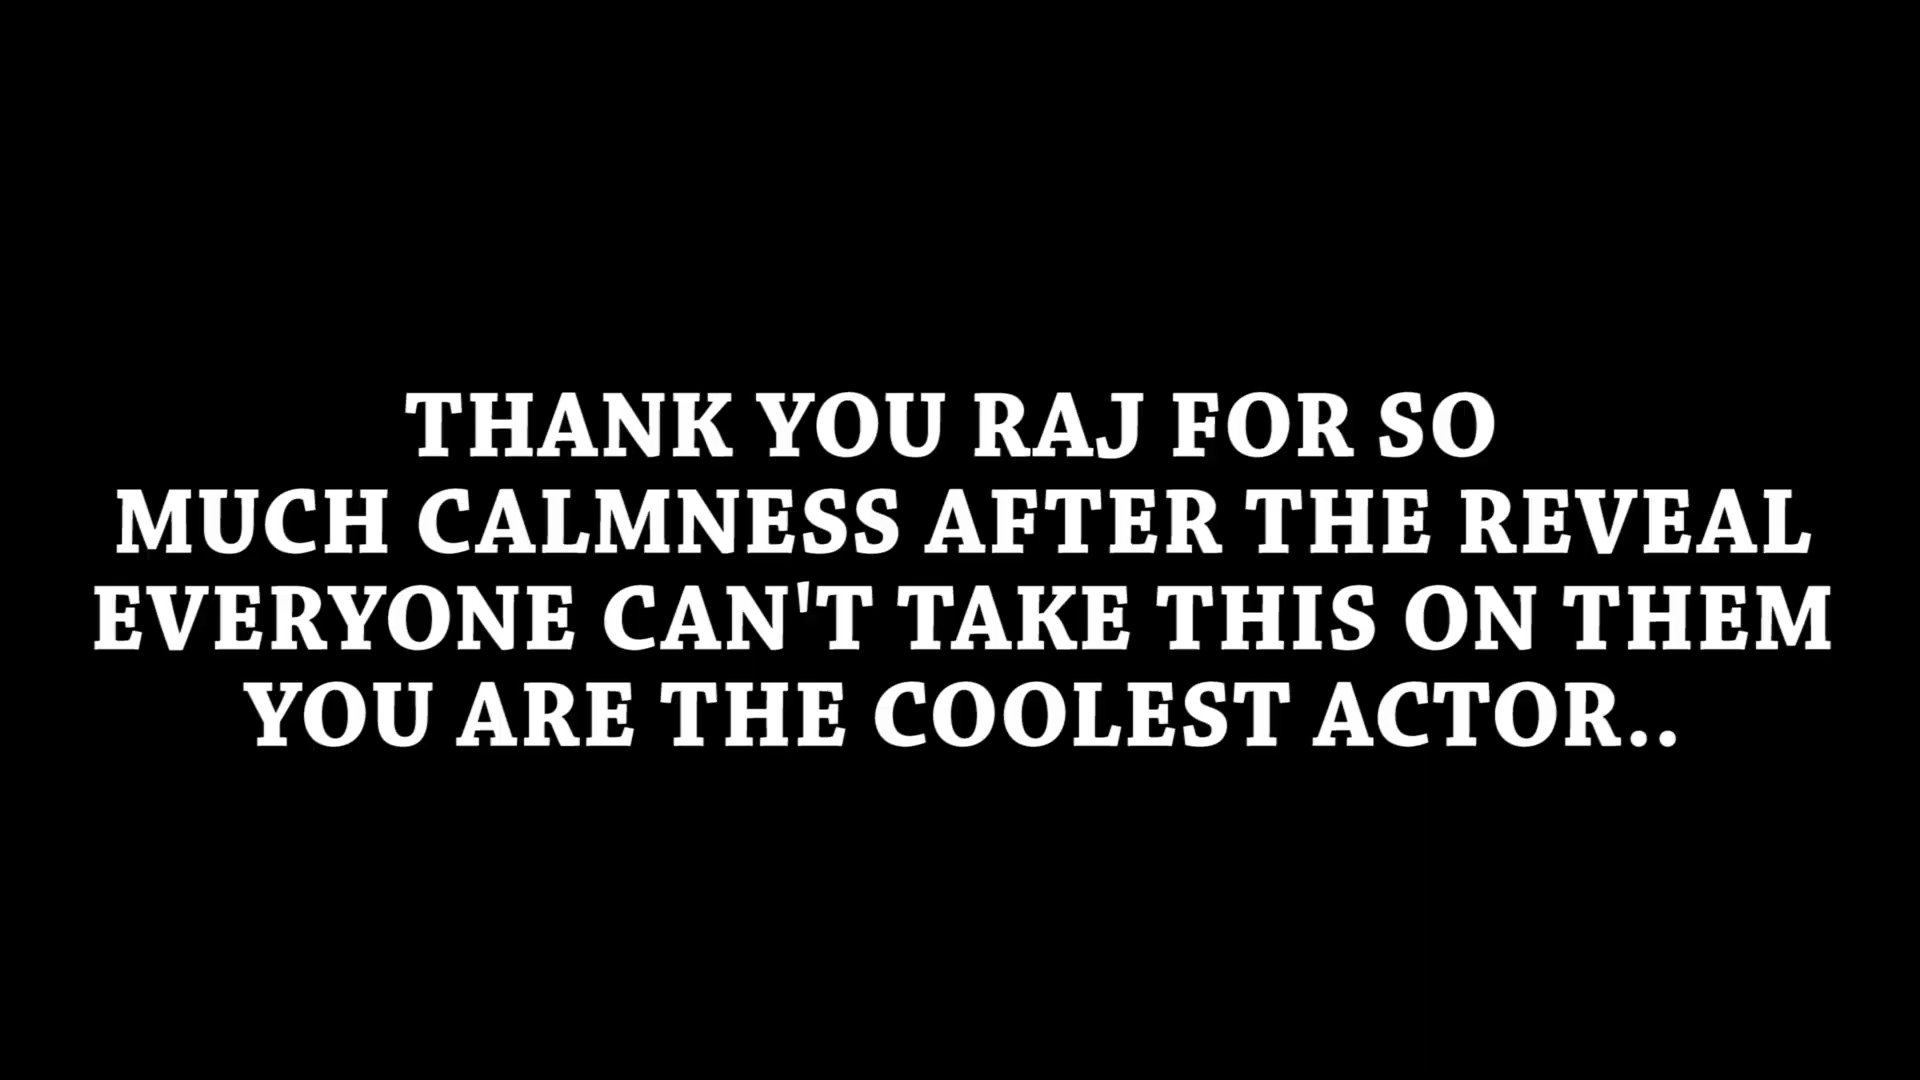 THANK YOU RAJ FOR SO
MUCH CALMNESS AFTER THE REVEAL
EVERYONE CAN'T TAKE THIS ON THEM
YOU ARE THE COOLEST ACTOR..